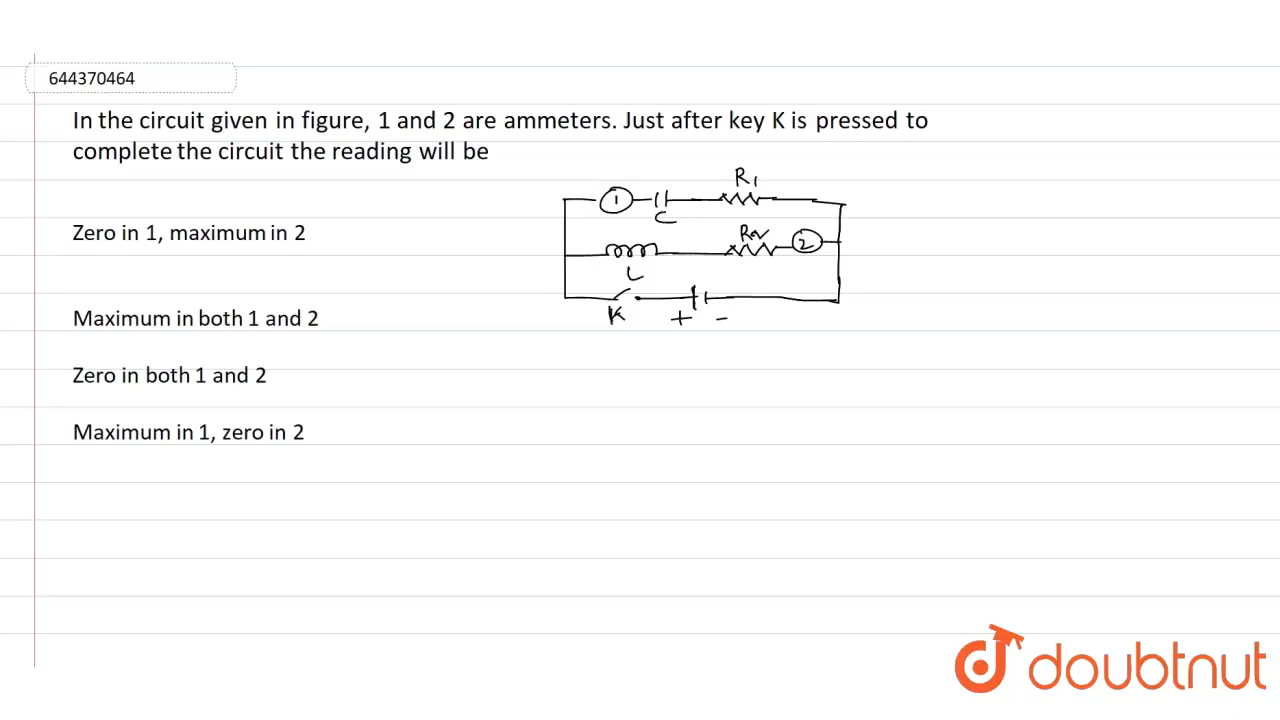 644370464
In the circuit given in figure, 1 and 2 are ammeters. Just after key K is pressed to
complete the circuit the reading will be
R1
1
C
Zero in 1, maximum in 2
R2
2
L
K
+ -
Maximum in both 1 and 2
Zero in both 1 and 2
Maximum in 1, zero in 2
doubtnut